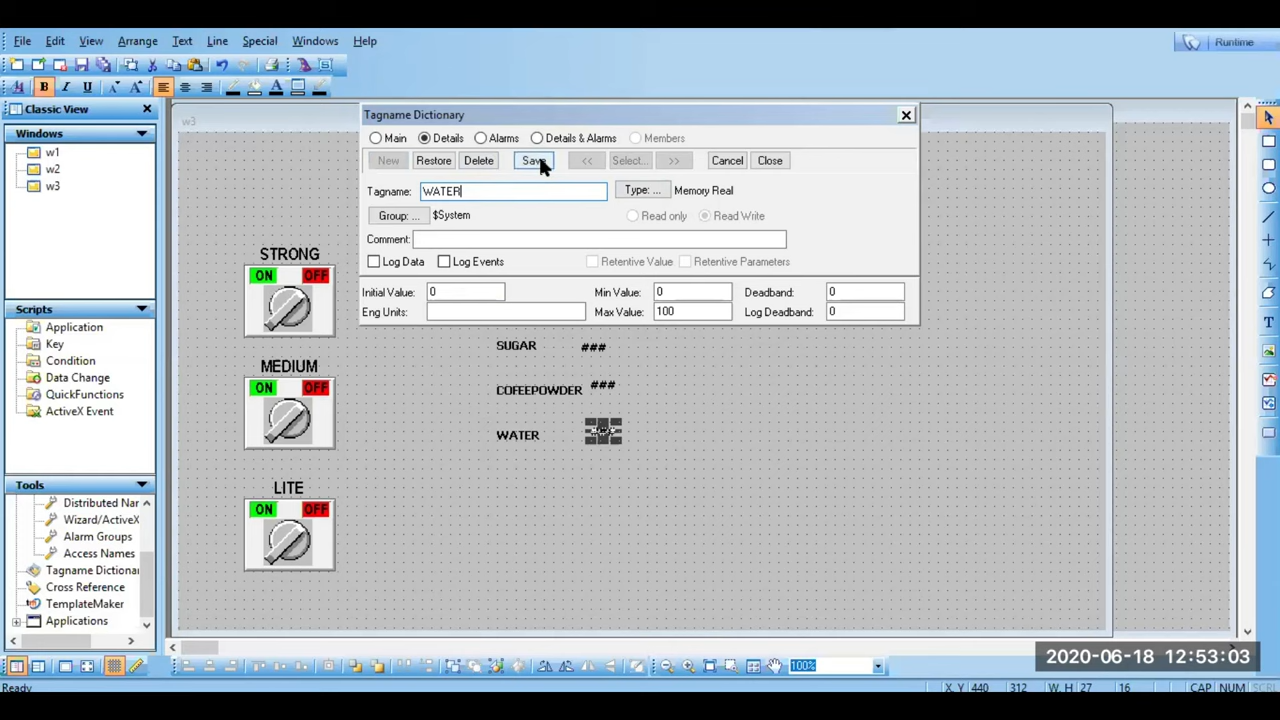 File Edit View Arrange Text Line Special Windows Help
Runtime
B I U A A A
Classic View
Windows
w1
w2
w3
Scripts
Application
Key
Condition
Data Change
QuickFunctions
ActiveX Event
Tools
Distributed Nar
Wizard/ActiveX
Alarm Groups
Access Names
Tagname Dictionar
Cross Reference
TemplateMaker
Applications
w3
Tagname Dictionary
Main Details Alarms Details & Alarms Members
New Restore Delete Save << Select... >> Cancel Close
Tagname: WATER Type: ... Memory Real
Group: ... $System Read only Read Write
Comment:
Log Data Log Events Retentive Value Retentive Parameters
Initial Value: 0 Min Value: 0 Deadband: 0
Eng Units: Max Value: 100 Log Deadband: 0
STRONG
ON OFF
MEDIUM
ON OFF
LITE
ON OFF
SUGAR ###
COFEEPOWDER ###
WATER
T
100%
2020-06-18 12:53:03
Ready
X, Y 440 312 W, H 27 16 CAP NUM SCRL